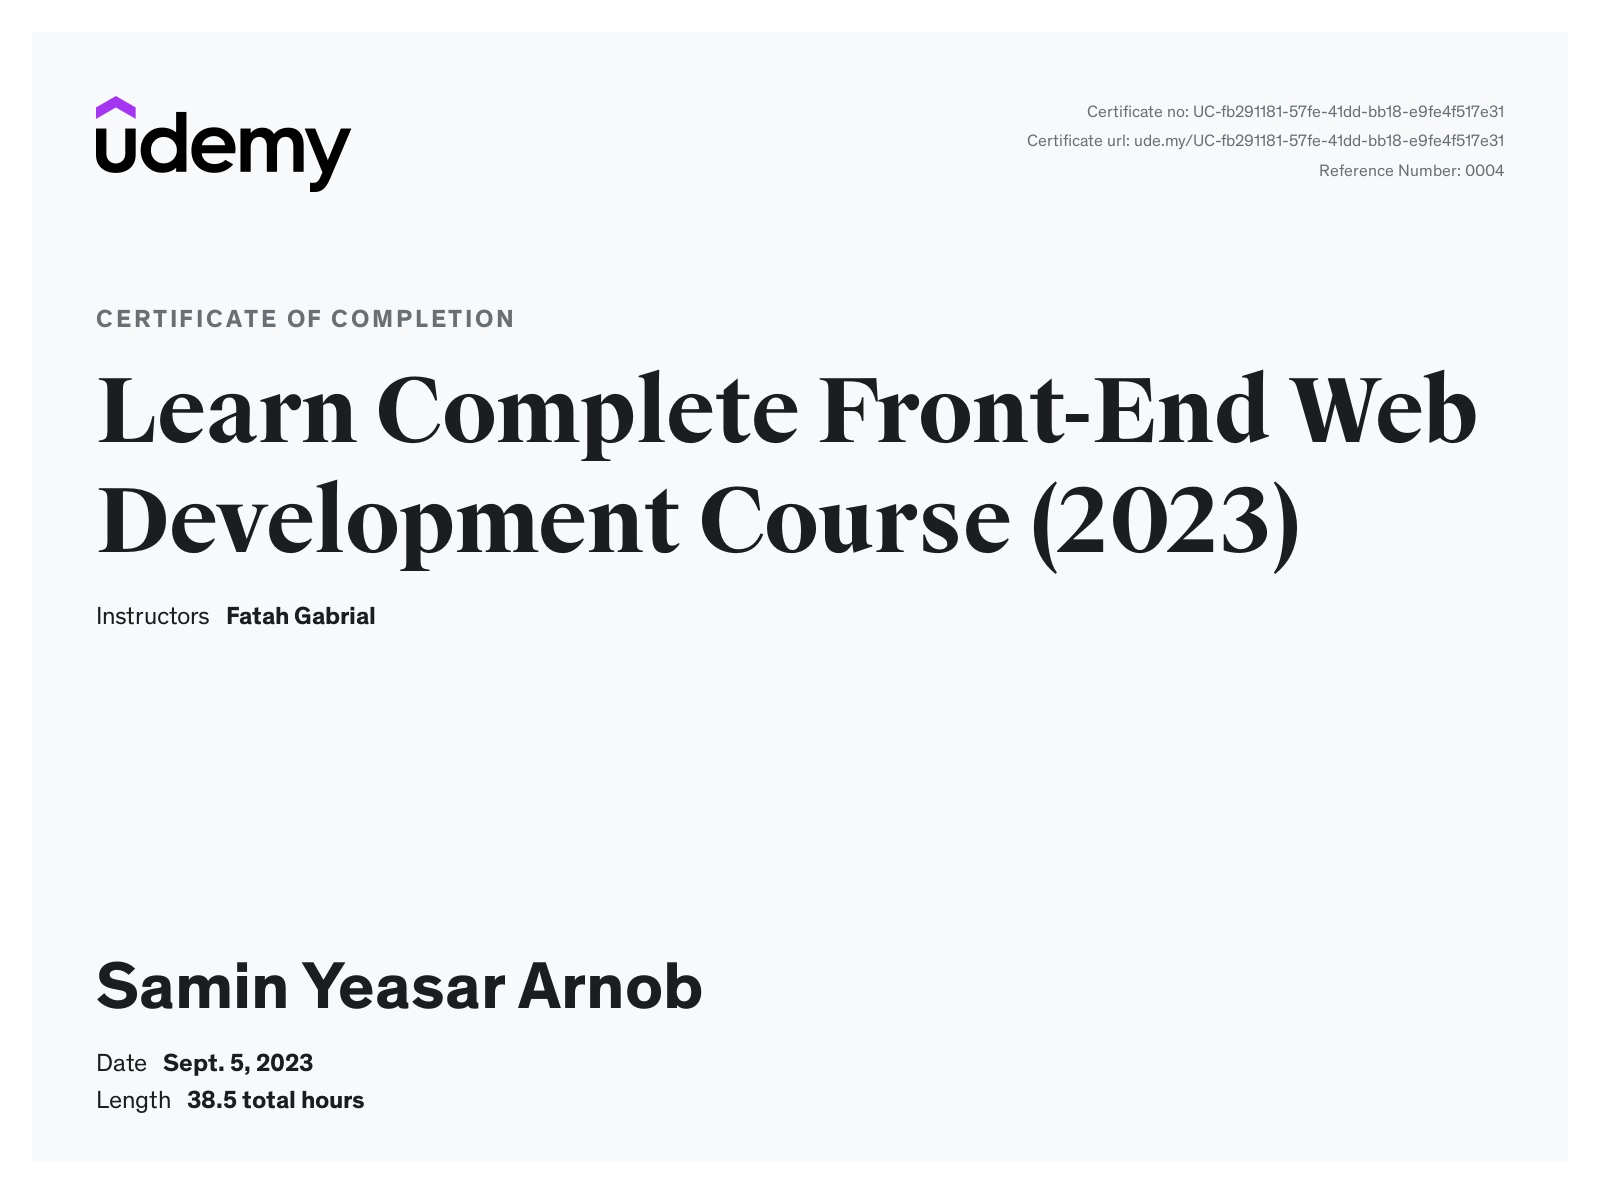 udemy
Certificate no: UC-fb291181-57fe-41dd-bb18-e9fe4f517e31
Certificate url: ude.my/UC-fb291181-57fe-41dd-bb18-e9fe4f517e31
Reference Number: 0004
CERTIFICATE OF COMPLETION
Learn Complete Front-End Web
Development Course (2023)
Instructors Fatah Gabrial
Samin Yeasar Arnob
Date Sept. 5, 2023
Length 38.5 total hours